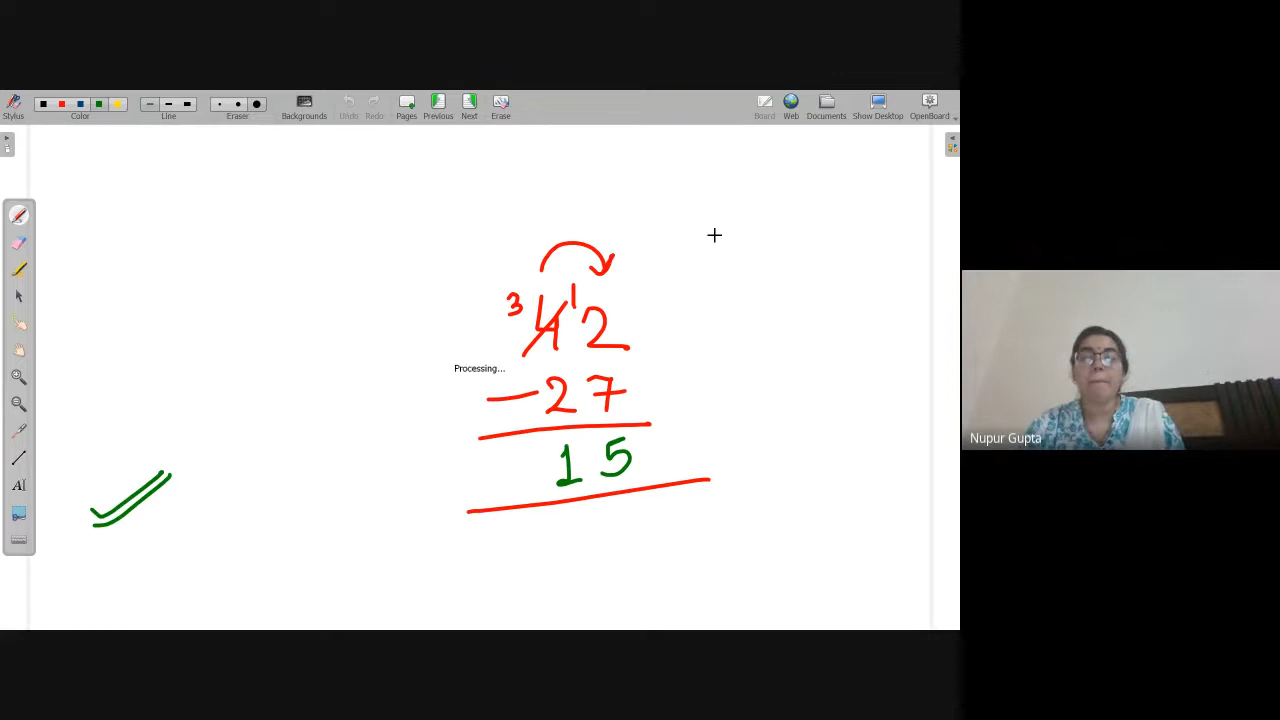 Stylus Color Line Eraser Backgrounds Undo Redo Pages Previous Next Erase Board Web Documents Show Desktop OpenBoard
3 4 1 2
Processing...
— 2 7
1 5
Nupur Gupta
A